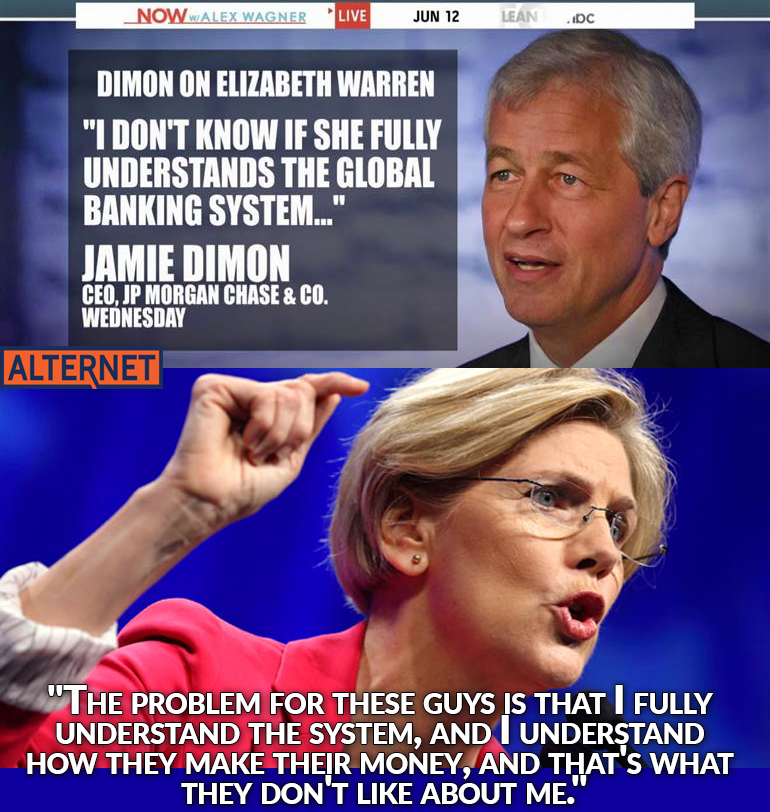 NOW W/ALEX WAGNER LIVE JUN 12 LEAN
DIMON ON ELIZABETH WARREN
"I DON'T KNOW IF SHE FULLY
UNDERSTANDS THE GLOBAL
BANKING SYSTEM..."
JAMIE DIMON
CEO, JP MORGAN CHASE & CO.
WEDNESDAY
ALTERNET
"THE PROBLEM FOR THESE GUYS IS THAT I FULLY
UNDERSTAND THE SYSTEM, AND I UNDERSTAND
HOW THEY MAKE THEIR MONEY, AND THAT'S WHAT
THEY DON'T LIKE ABOUT ME."